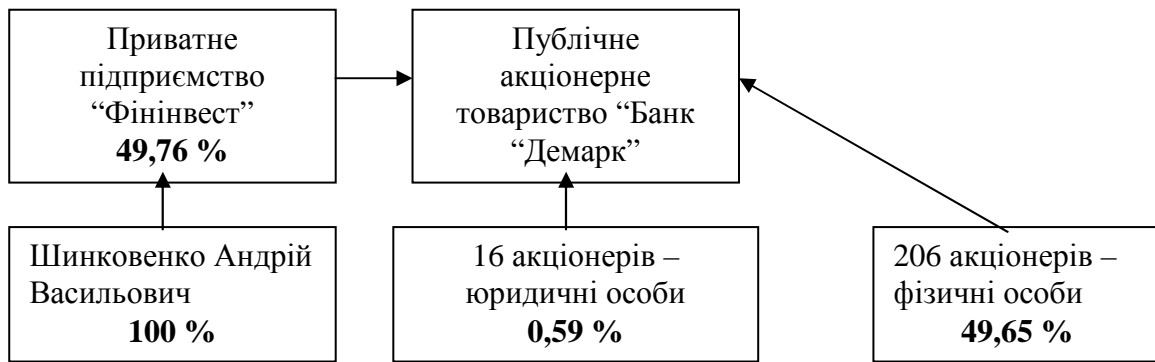 Приватне
підприємство
“Фінінвест”
49,76 %
Публічне
акціонерне
товариство “Банк
“Демарк”
Шинковенко Андрій
Васильович
100 %
16 акціонерів –
юридичні особи
0,59 %
206 акціонерів –
фізичні особи
49,65 %